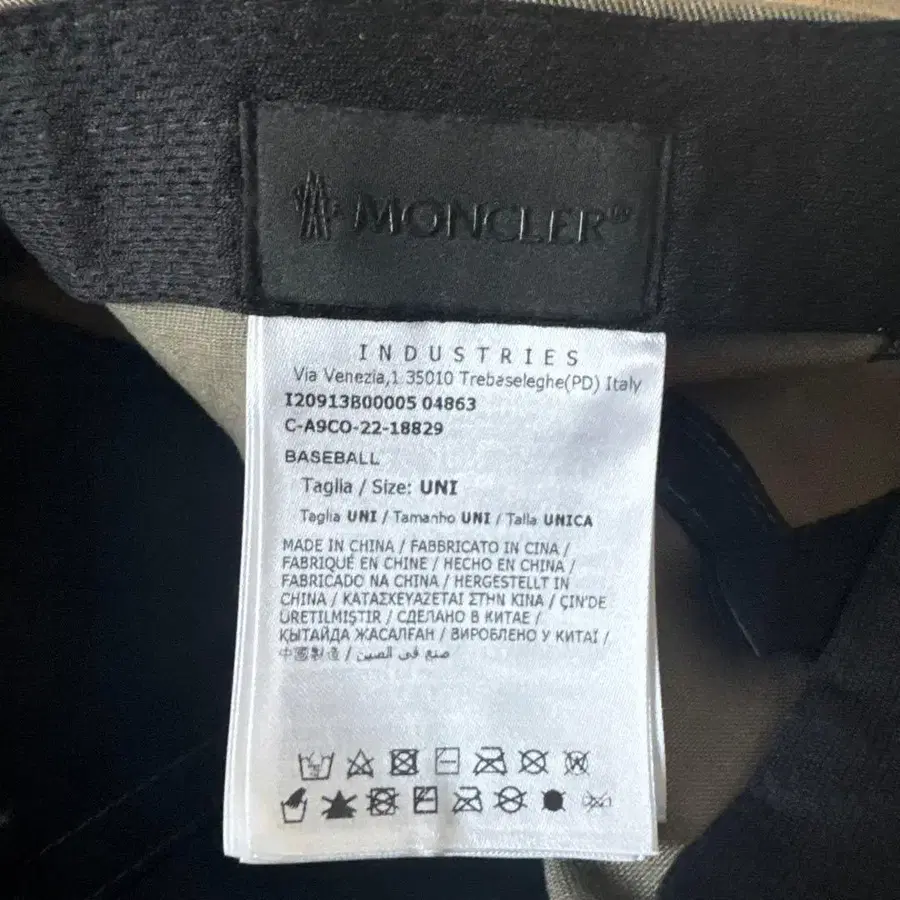 MONCLER
INDUSTRIES
Via Venezia,1 35010 Trebaseleghe(PD) Italy
I20913B00005 04863
C-A9CO-22-18829
BASEBALL
Taglia / Size: UNI
Taglia UNI / Tamanho UNI / Talla UNICA
MADE IN CHINA / FABBRICATO IN CINA /
FABRIQUÉ EN CHINE / HECHO EN CHINA /
FABRICADO NA CHINA / HERGESTELLT IN
CHINA / ΚΑΤΑΣΚΕΥΑΖΕΤΑΙ ΣΤΗΝ ΚΙΝΑ / ÇIN'DE
ÜRETILMIŞTIR / СДЕЛАНО В КИТАЕ /
ҚЫТАЙДА ЖАСАЛҒАН / ВИРОБЛЕНО У КИТАЇ /
中國製造 / صنع في الصين